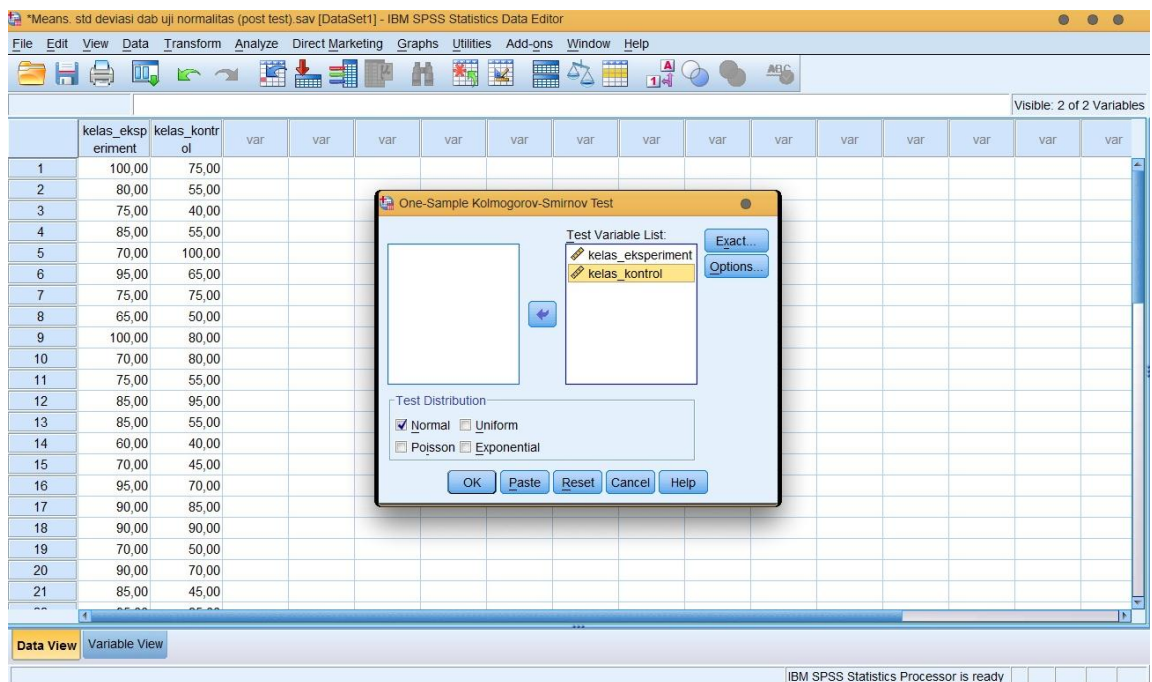 *Means. std deviasi dab uji normalitas (post test).sav [DataSet1] - IBM SPSS Statistics Data Editor
File Edit View Data Transform Analyze Direct Marketing Graphs Utilities Add-ons Window Help
Visible: 2 of 2 Variables
kelas_eksperiment kelas_kontrol var var var var var var var var var var var var var
1 100,00 75,00
2 80,00 55,00
3 75,00 40,00
4 85,00 55,00
5 70,00 100,00
6 95,00 65,00
7 75,00 75,00
8 65,00 50,00
9 100,00 80,00
10 70,00 80,00
11 75,00 55,00
12 85,00 95,00
13 85,00 55,00
14 60,00 40,00
15 70,00 45,00
16 95,00 70,00
17 90,00 85,00
18 90,00 90,00
19 70,00 50,00
20 90,00 70,00
21 85,00 45,00
One-Sample Kolmogorov-Smirnov Test
Test Variable List:
kelas_eksperiment
kelas_kontrol
Exact...
Options...
Test Distribution
Normal Uniform
Poisson Exponential
OK Paste Reset Cancel Help
Data View Variable View
IBM SPSS Statistics Processor is ready